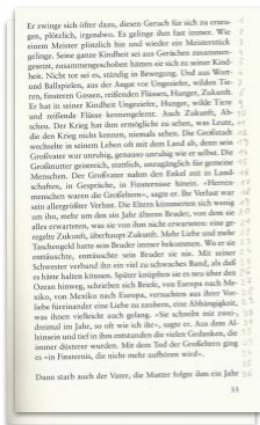 Er zwinge sich öfter dazu, diesen Geruch für sich zu erzeu-
gen, plötzlich, irgendwo. Es gelinge ihm fast immer. Wie
einem Meister plötzlich hin und wieder ein Meisterstück
gelinge. Seine ganze Kindheit sei aus Gerüchen zusammen-
gesetzt, zusammengeschoben hätten sie sich zu seiner Kind-
heit. Nicht tot sei es, ständig in Bewegung. Und aus Wort-
und Ballspielen, aus der Angst vor Ungeziefer, wilden Tie-
ren, finsteren Gassen, reißenden Flüssen, Hunger, Zukunft.
Er hat in seiner Kindheit Ungeziefer, Hunger, wilde Tiere
und reißende Flüsse kennengelernt. Auch Zukunft, Ab-
sches. Der Krieg hat ihm ermöglicht zu sehen, was Leute,
die den Krieg nicht kennen, niemals sehen. Die Großstadt
wechselte in seinem Leben oft mit dem Land ab, denn sein
Großvater war unruhig, genauso unruhig wie er selbst. Die
Großmutter geistreich, stattlich, unzugänglich für gemeine
Menschen. Der Großvater nahm den Enkel mit in Land-
schaften, in Gespräche, in Finsternisse hinein. »Herren-
menschen waren die Großeltern«, sagte er. Ihr Verlust war
sein allergrößter Verlust. Die Eltern kümmerten sich wenig
um ihn, mehr um den ein Jahr älteren Bruder, von dem sie
alles erwarteten, was sie von ihm nicht erwarteten: eine ge-
regelte Zukunft, überhaupt Zukunft. Mehr Liebe und mehr
Taschengeld hatte sein Bruder immer bekommen. Wo er sie
enttäuschte, enttäuschte sein Bruder sie nie. Mit seiner
Schwester verband ihn ein viel zu schwaches Band, als daß
es hätte halten können. Später knüpften sie es neu über den
Ozean hinweg, schrieben sich Briefe, von Europa nach Me-
xiko, von Mexiko nach Europa, versuchten aus ihrer Vor-
liebe füreinander eine Liebe zu zaubern, eine Abhängigkeit,
was ihnen vielleicht auch gelang. »Sie schreibt mir zwei-,
dreimal im Jahr, so oft wie ich ihr«, sagte er. Aus dem Al-
leinsein und tief in ihm entstanden die vielen Gedanken, die
immer düsterer wurden. Mit dem Tod der Großeltern ging
es »in Finsternis, die nicht mehr aufhören wird«.
Dann starb auch der Vater, die Mutter folgte ihm ein Jahr
53